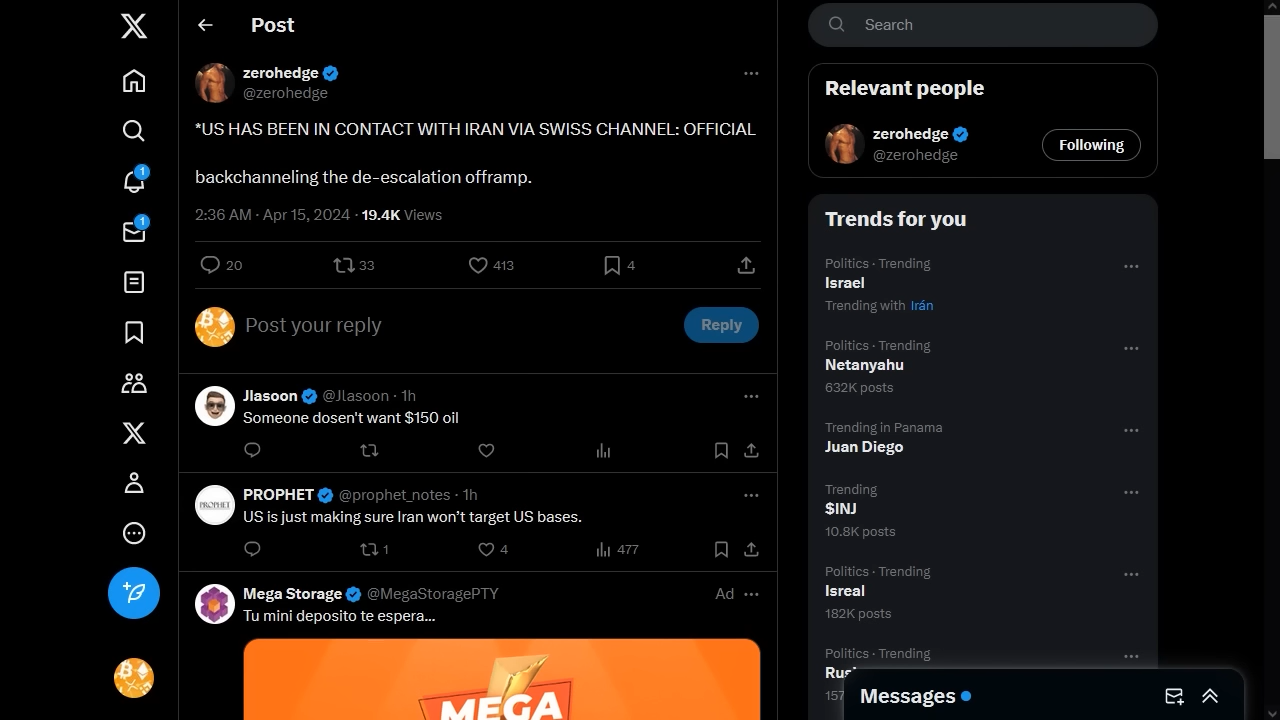 Post
zerohedge
@zerohedge
*US HAS BEEN IN CONTACT WITH IRAN VIA SWISS CHANNEL: OFFICIAL
backchanneling the de-escalation offramp.
2:36 AM · Apr 15, 2024 · 19.4K Views
20 33 413 4
Post your reply
Reply
Jlasoon @Jlasoon · 1h
Someone dosen't want $150 oil
PROPHET
PROPHET @prophet_notes · 1h
US is just making sure Iran won’t target US bases.
1 4 477
Mega Storage @MegaStoragePTY Ad
Tu mini deposito te espera...
MEGA
1
1
Search
Relevant people
zerohedge
@zerohedge
Following
Trends for you
Politics · Trending
Israel
Trending with Irán
Politics · Trending
Netanyahu
632K posts
Trending in Panama
Juan Diego
Trending
$INJ
10.8K posts
Politics · Trending
Isreal
182K posts
Politics · Trending
Messages